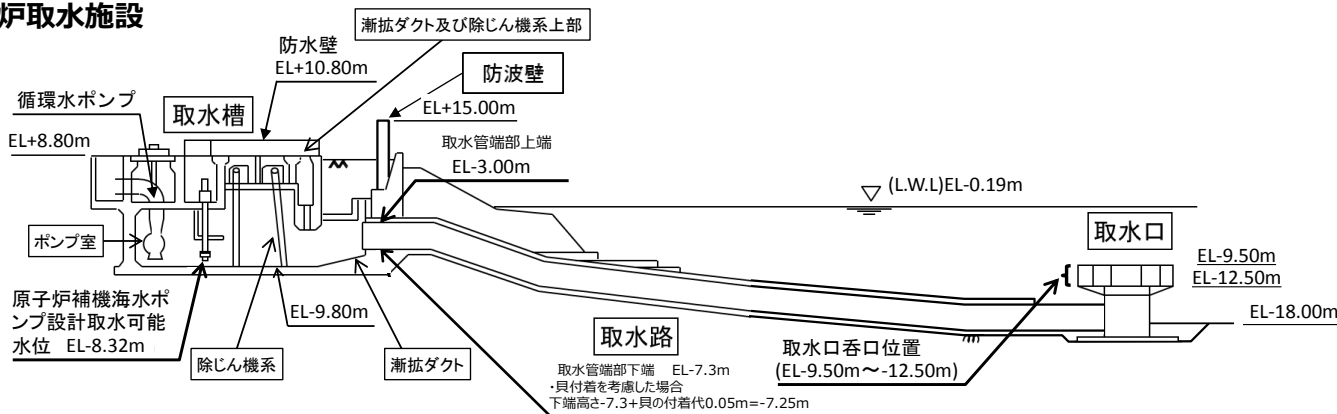 炉取水施設
漸拡ダクト及び除じん機系上部
防水壁
EL+10.80m
防波壁
循環水ポンプ
取水槽
EL+15.00m
EL+8.80m
取水管端部上端
EL-3.00m
(L.W.L)EL-0.19m
取水口
ポンプ室
EL-9.50m
EL-12.50m
原子炉補機海水ポ
ンプ設計取水可能
水位 EL-8.32m
EL-9.80m
EL-18.00m
取水路
除じん機系
漸拡ダクト
取水口呑口位置
(EL-9.50m～-12.50m)
取水管端部下端 EL-7.3m
・貝付着を考慮した場合
下端高さ-7.3+貝の付着代0.05m=-7.25m